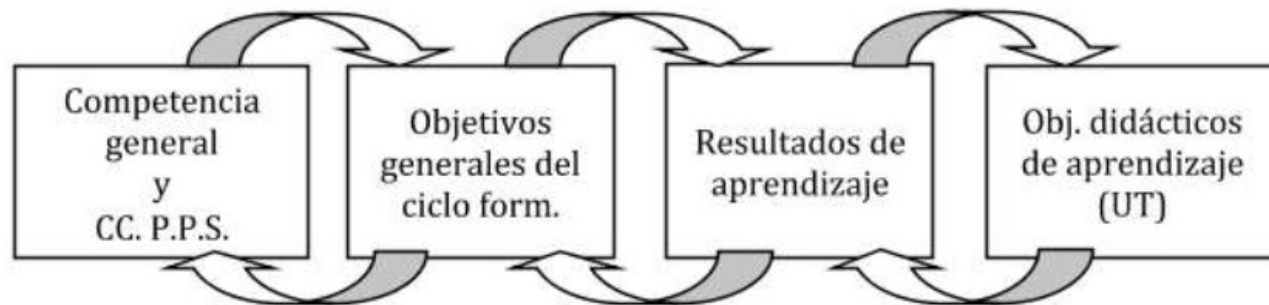 Competencia
general
y
CC. P.P.S.
Objetivos
generales del
ciclo form.
Resultados de
aprendizaje
Obj. didácticos
de aprendizaje
(UT)